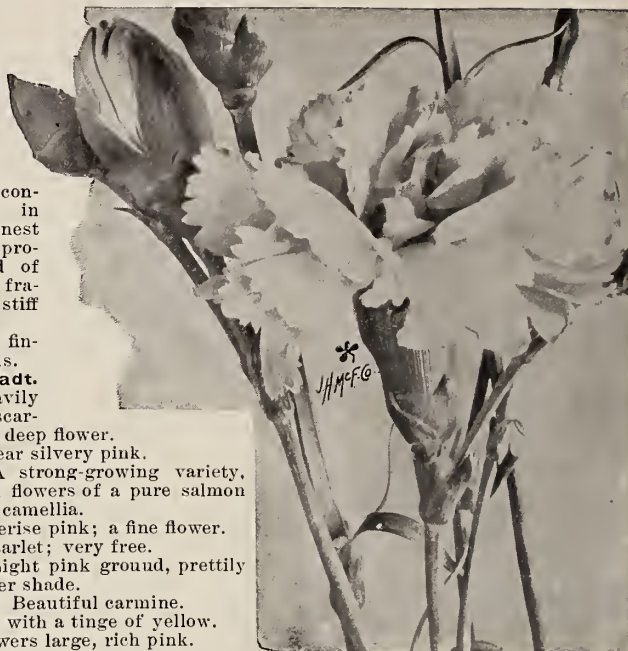 con-
in
nest
pro-
of
fra-
stiff
fin-
s.
adt.
avily
scar-
deep flower.
ear silvery pink.
A strong-growing variety,
flowers of a pure salmon
camellia.
erise pink; a fine flower.
arlet; very free.
Light pink ground, prettily
er shade.
Beautiful carmine.
with a tinge of yellow.
wers large, rich pink.
J.H.McF.Co.